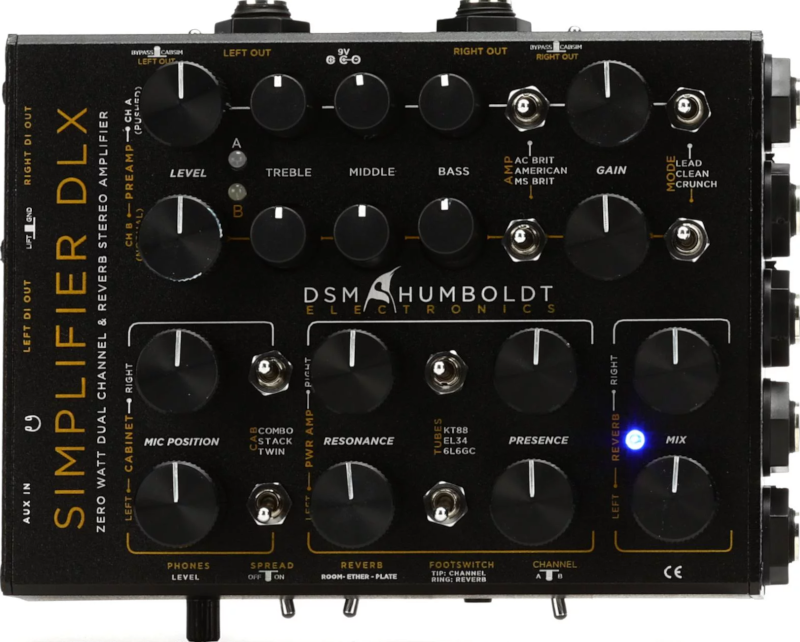 BYPASS CABSIM
LEFT OUT
LEFT OUT
9V
RIGHT OUT
BYPASS CABSIM
RIGHT OUT
RIGHT DI OUT
LIFT GND
LEFT DI OUT
AUX IN
SIMPLIFIER DLX
ZERO WATT DUAL CHANNEL & REVERB STEREO AMPLIFIER
CH A
(PUSHED)
PREAMP
CH B
A
B
LEVEL
TREBLE
MIDDLE
BASS
AMP
AC BRIT
AMERICAN
MS BRIT
GAIN
MODE
LEAD
CLEAN
CRUNCH
DSM HUMBOLDT
ELECTRONICS
RIGHT
CABINET
LEFT
MIC POSITION
CAB
COMBO
STACK
TWIN
RIGHT
PWR AMP
LEFT
RESONANCE
TUBES
KT88
EL34
6L6GC
PRESENCE
RIGHT
REVERB
LEFT
MIX
PHONES
LEVEL
SPREAD
OFF ON
REVERB
ROOM - ETHER - PLATE
FOOTSWITCH
TIP: CHANNEL
RING: REVERB
CHANNEL
A B
CE